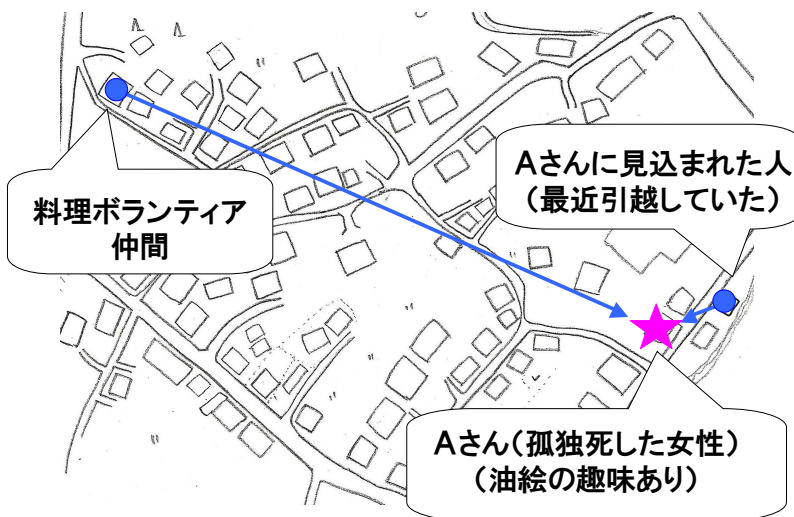 料理ボランティア
仲間
Aさんに見込まれた人
（最近引越していた）
Aさん（孤独死した女性）
（油絵の趣味あり）